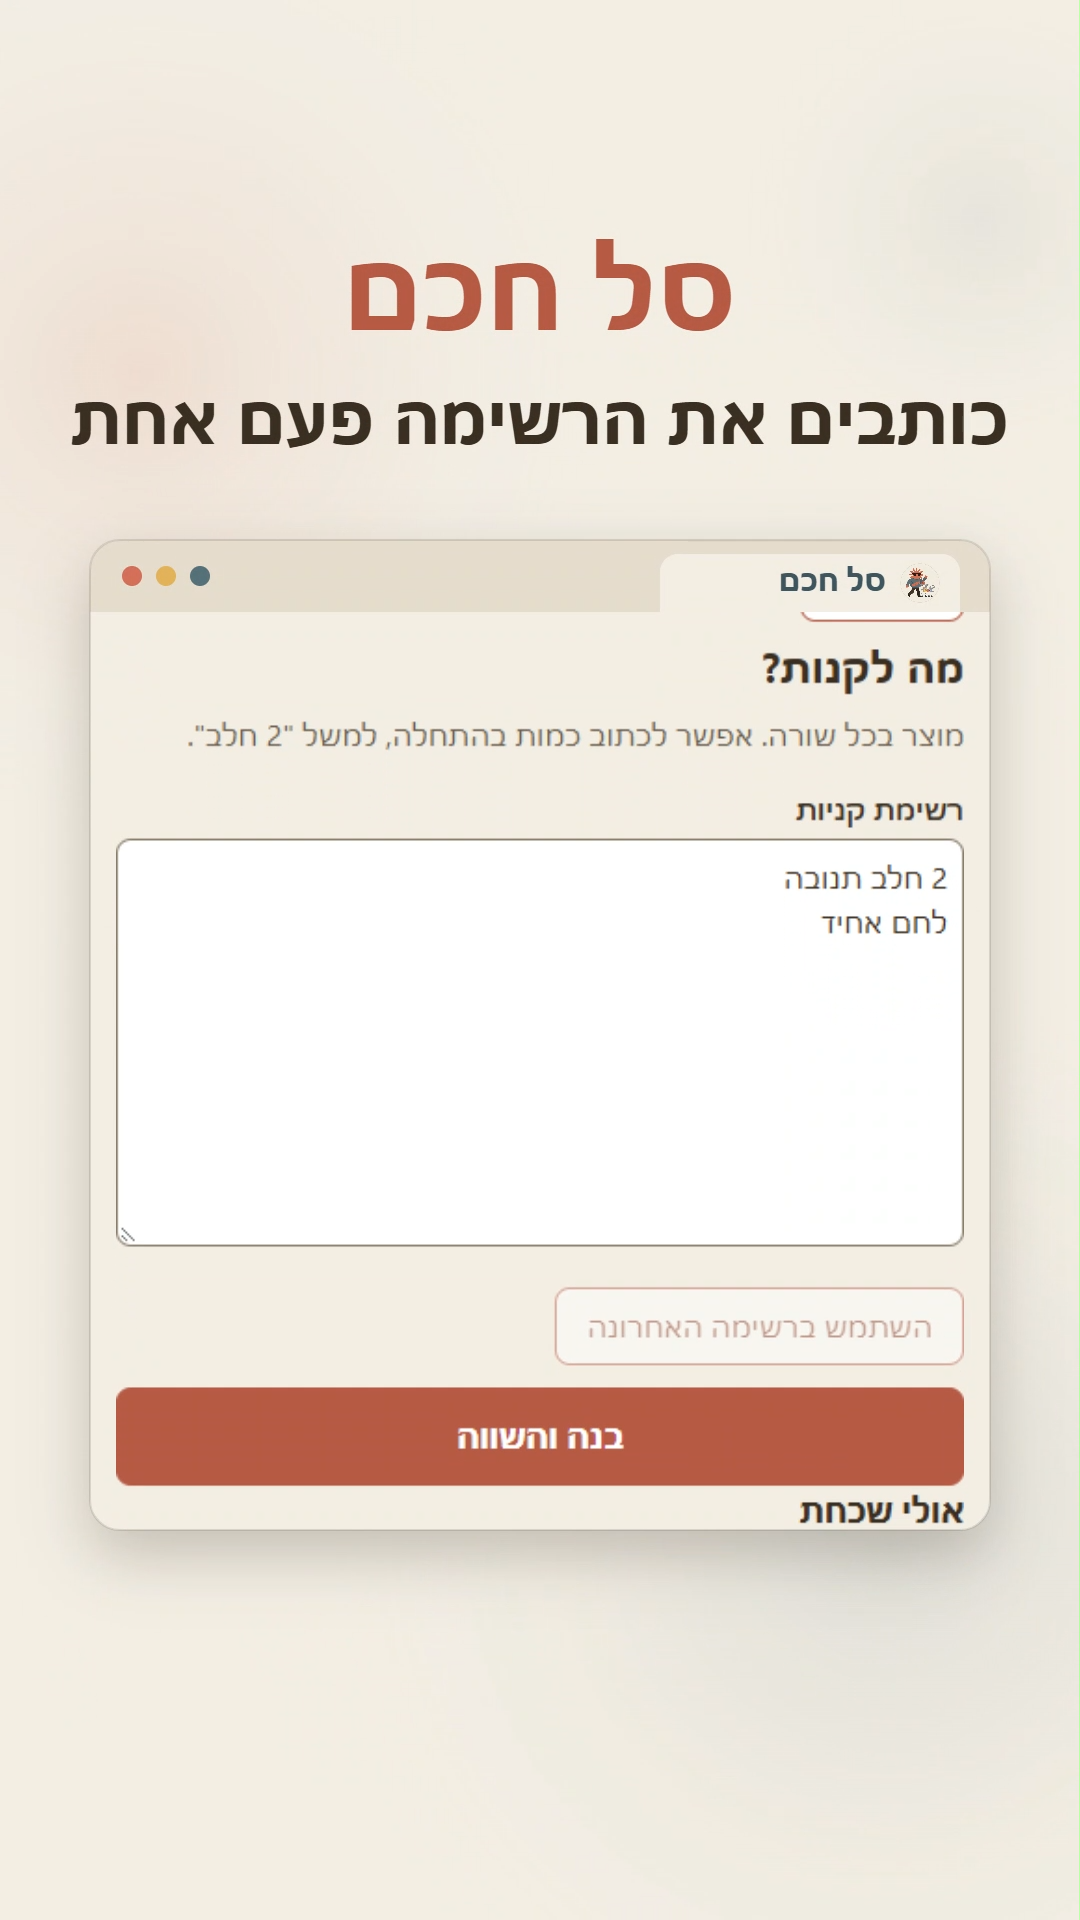 סל חכם
כותבים את הרשימה פעם אחת
סל חכם
מה לקנות?
מוצר בכל שורה. אפשר לכתוב כמות בהתחלה, למשל "2 חלב".
רשימת קניות
2 חלב תנובה
לחם אחיד
השתמש ברשימה האחרונה
בנה והשווה
אולי שכחת